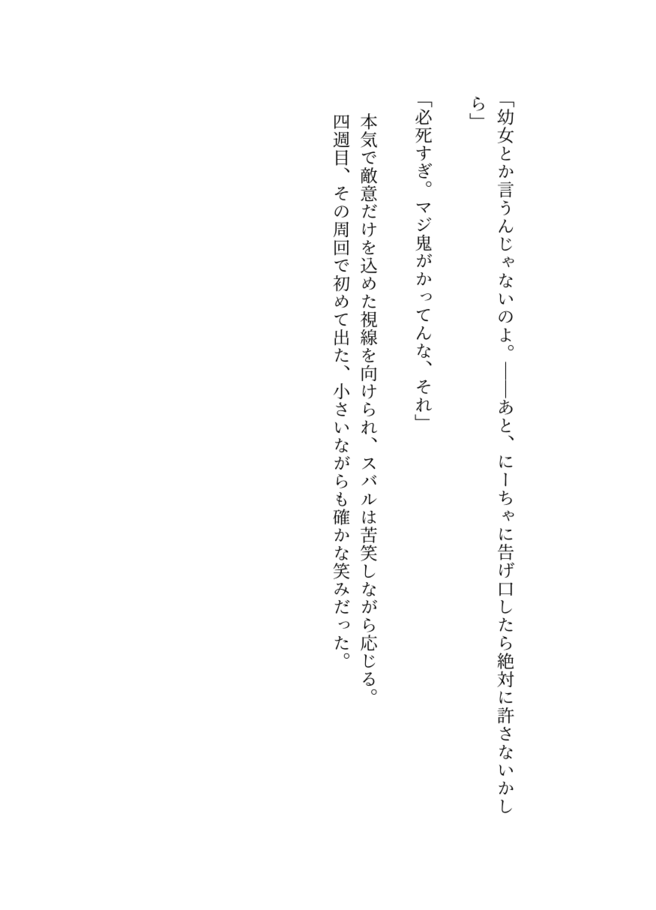 「幼女とか言うんじゃないのよ。――あと、にーちゃに告げ口したら絶対に許さないかし
ら」
「必死すぎ。マジ鬼がかってんな、それ」
本気で敵意だけを込めた視線を向けられ、スバルは苦笑しながら応じる。
四週目、その周回で初めて出た、小さいながらも確かな笑みだった。